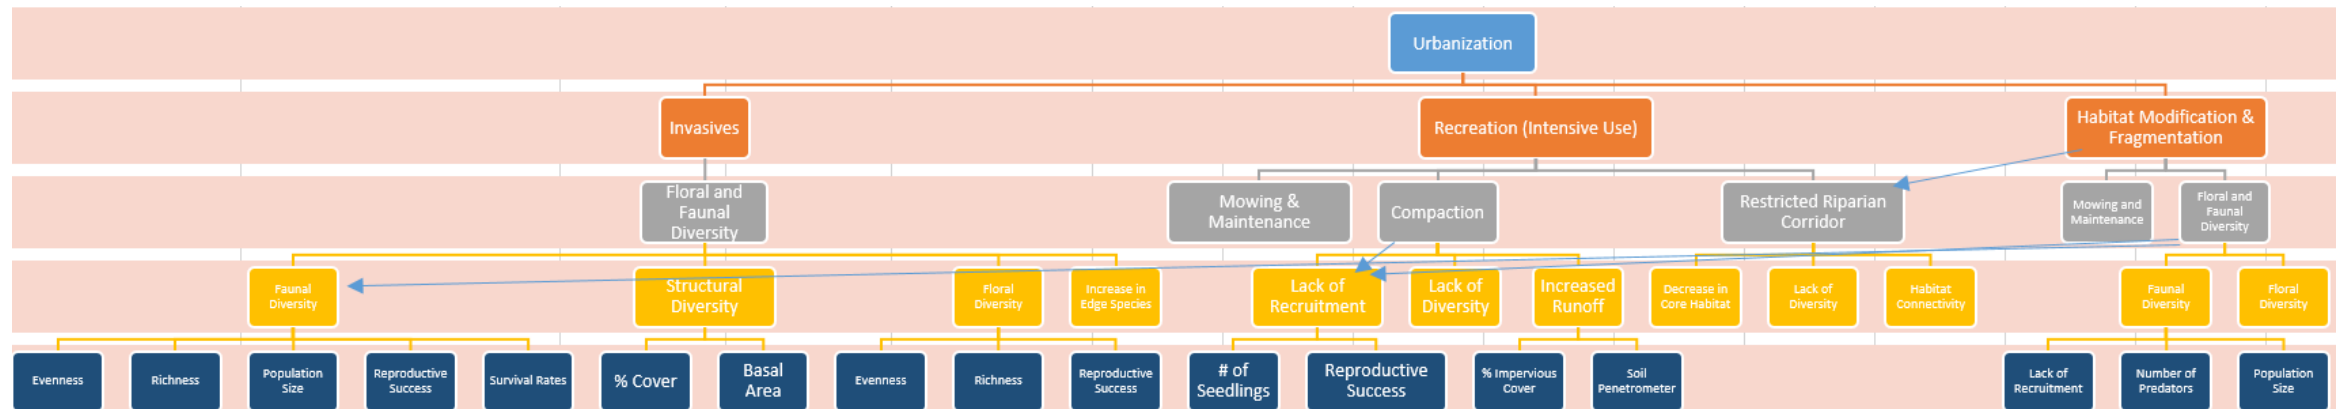 Urbanization
Invasives
Recreation (Intensive Use)
Habitat Modification &
Fragmentation
Floral and
Faunal
Diversity
Mowing &
Maintenance
Compaction
Restricted Riparian
Corridor
Mowing and
Maintenance
Floral and
Faunal
Diversity
Faunal
Diversity
Structural
Diversity
Floral
Diversity
Increase in
Edge Species
Lack of
Recruitment
Lack of
Diversity
Increased
Runoff
Decrease in
Core Habitat
Lack of
Diversity
Habitat
Connectivity
Faunal
Diversity
Floral
Diversity
Evenness
Richness
Population
Size
Reproductive
Success
Survival Rates
% Cover
Basal
Area
Evenness
Richness
Reproductive
Success
# of
Seedlings
Reproductive
Success
% Impervious
Cover
Soil
Penetrometer
Lack of
Recruitment
Number of
Predators
Population
Size